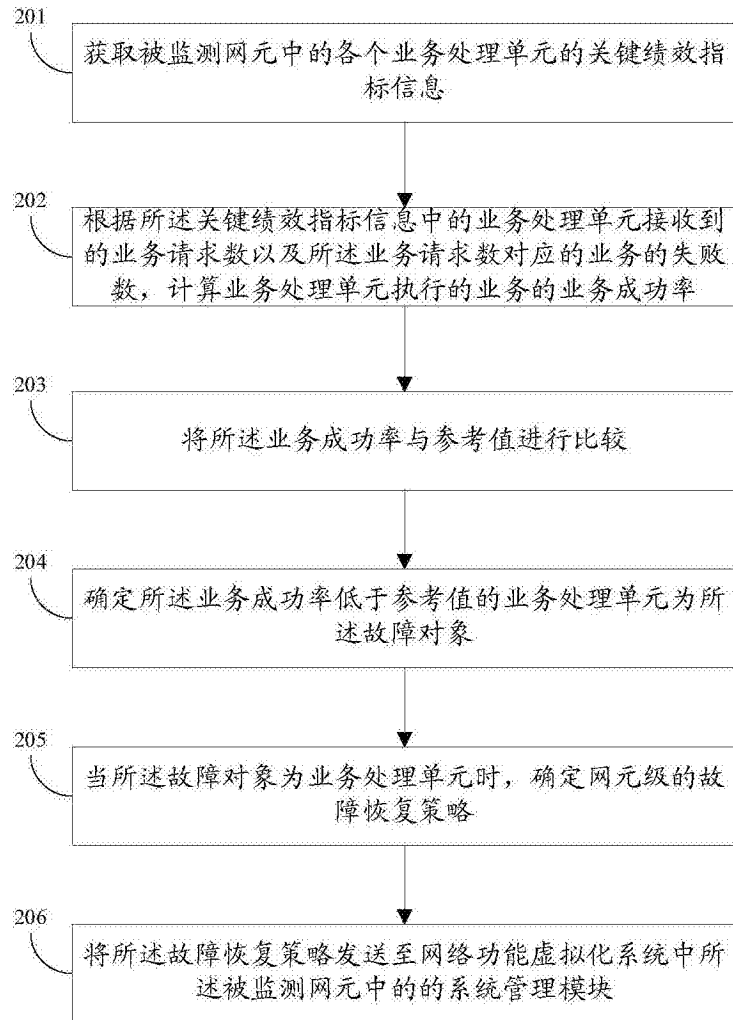 201
获取被监测网元中的各个业务处理单元的关键绩效指
标信息
202
根据所述关键绩效指标信息中的业务处理单元接收到
的业务请求数以及所述业务请求数对应的业务的失败
数，计算业务处理单元执行的业务的业务成功率
203
将所述业务成功率与参考值进行比较
204
确定所述业务成功率低于参考值的业务处理单元为所
述故障对象
205
当所述故障对象为业务处理单元时，确定网元级的故
障恢复策略
206
将所述故障恢复策略发送至网络功能虚拟化系统中所
述被监测网元中的的系统管理模块